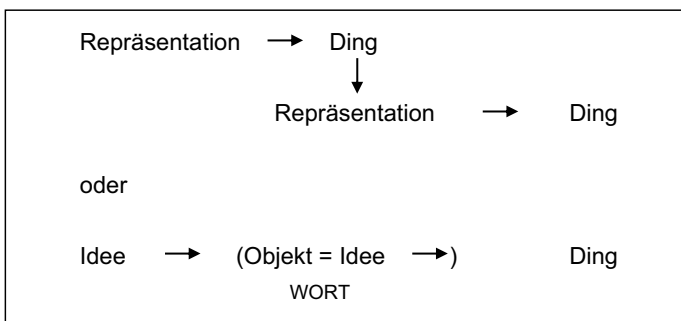 Repräsentation → Ding
↓
Repräsentation → Ding
oder
Idee → (Objekt = Idee →) Ding
WORT